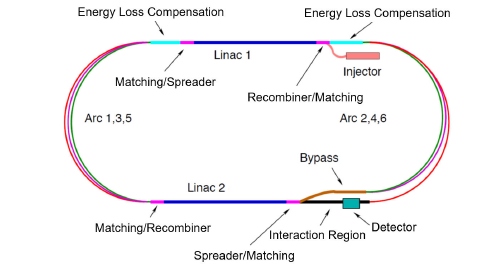 Energy Loss Compensation
Energy Loss Compensation
Linac 1
Injector
Matching/Spreader
Recombiner/Matching
Arc 1,3,5
Arc 2,4,6
Bypass
Linac 2
Matching/Recombiner
Interaction Region
Detector
Spreader/Matching